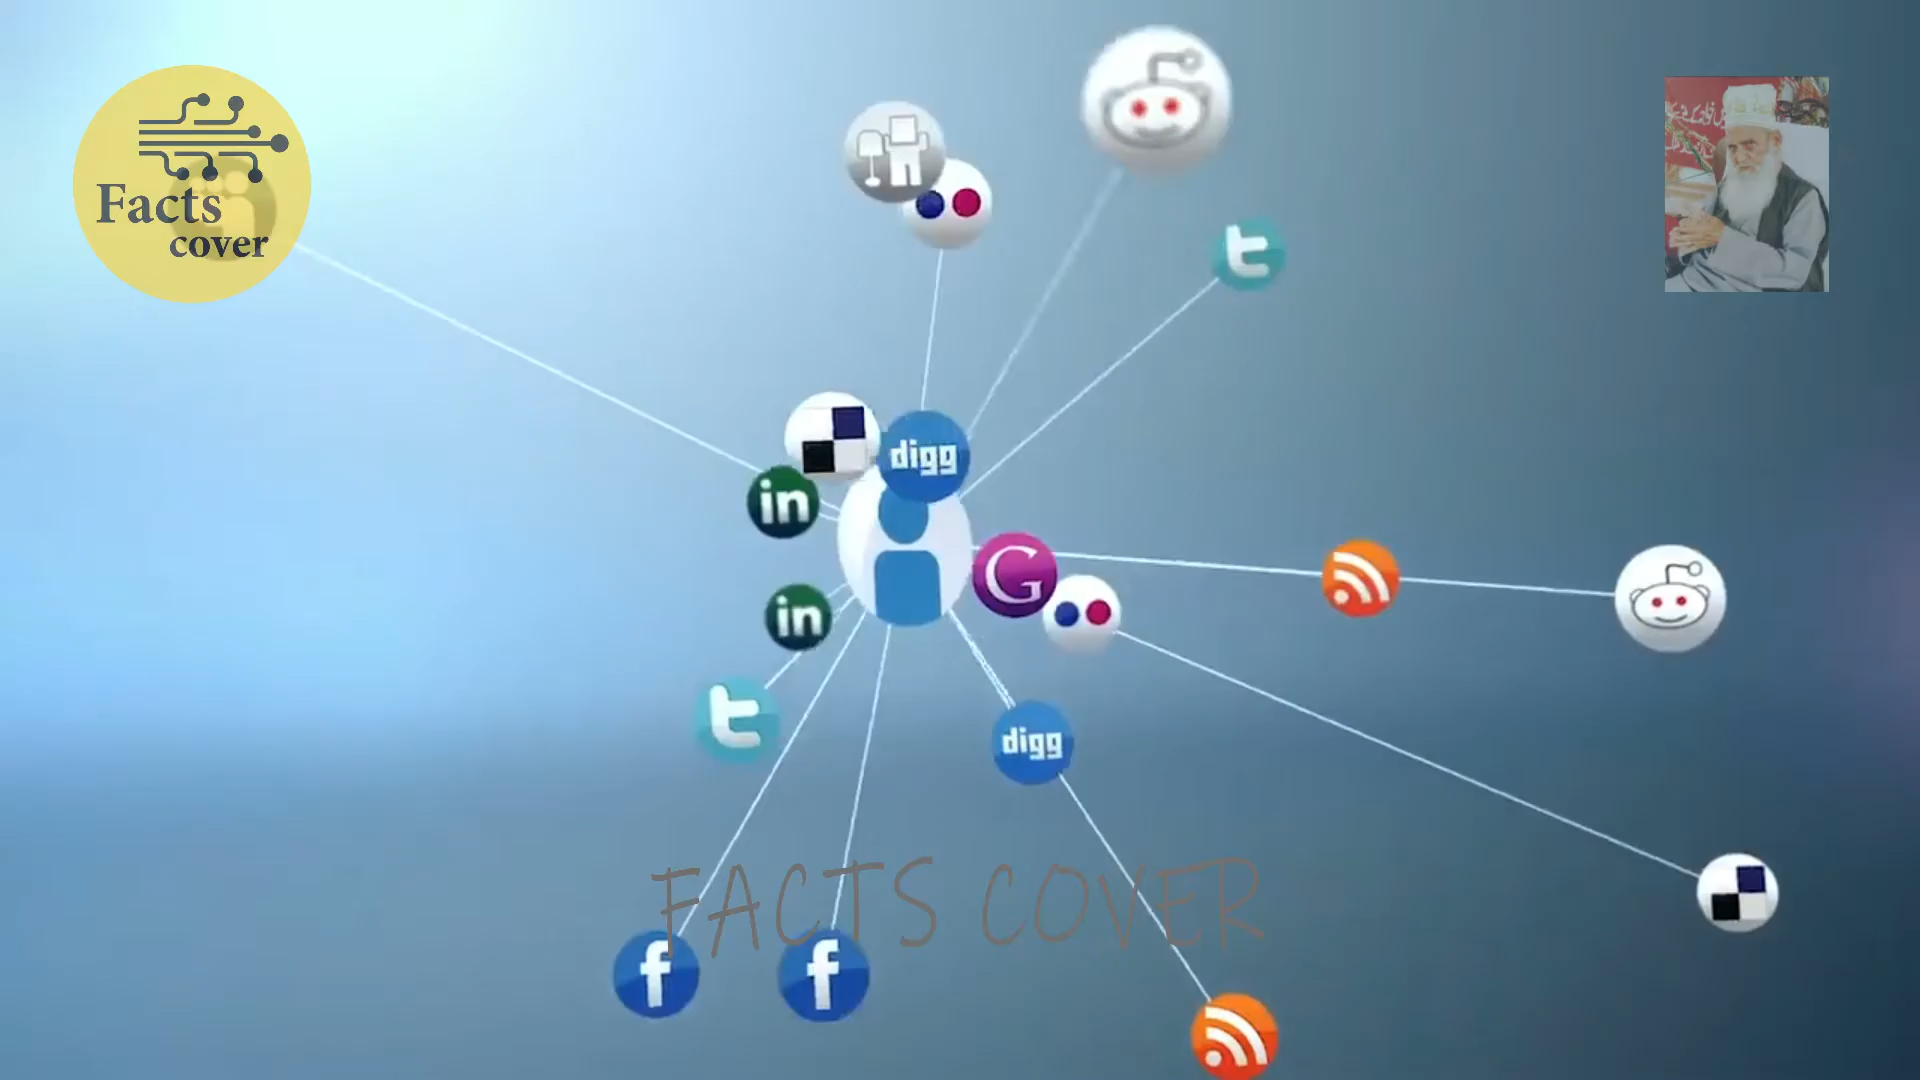 Facts
cover
digg
in
G
in
digg
FACTS COVER
f
f